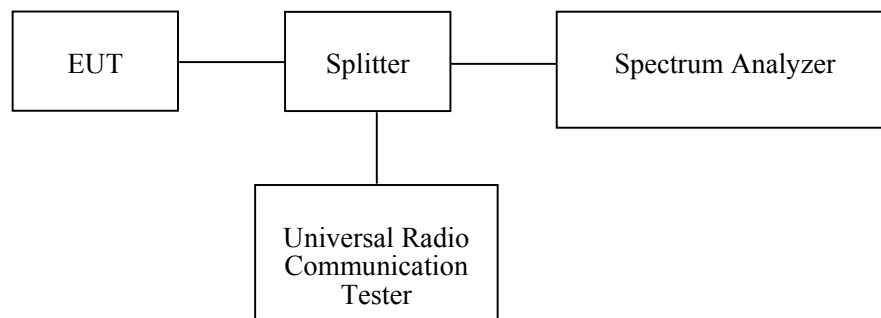 EUT
Splitter
Spectrum Analyzer
Universal Radio
Communication
Tester